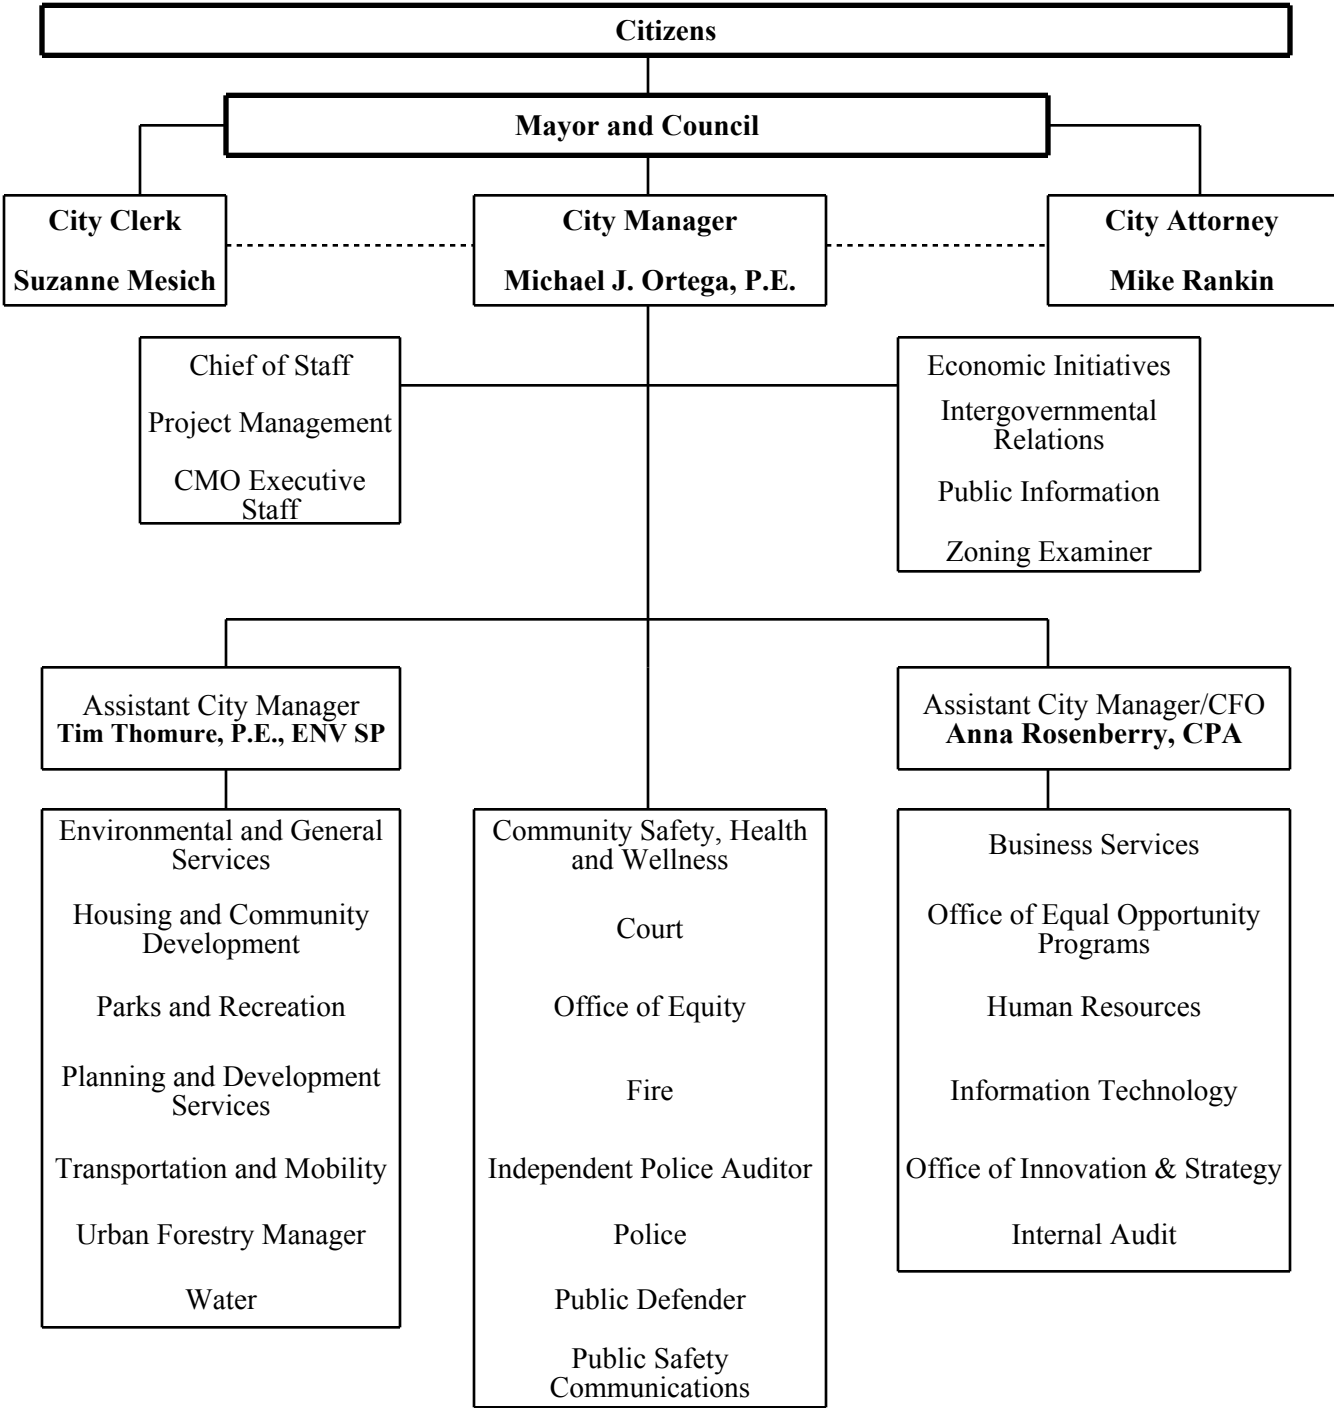 Citizens
Mayor and Council
City Clerk
Suzanne Mesich
City Manager
Michael J. Ortega, P.E.
City Attorney
Mike Rankin
Chief of Staff
Project Management
CMO Executive
Staff
Economic Initiatives
Intergovernmental
Relations
Public Information
Zoning Examiner
Assistant City Manager
Tim Thomure, P.E., ENV SP
Assistant City Manager/CFO
Anna Rosenberry, CPA
Environmental and General
Services
Housing and Community
Development
Parks and Recreation
Planning and Development
Services
Transportation and Mobility
Urban Forestry Manager
Water
Community Safety, Health
and Wellness
Court
Office of Equity
Fire
Independent Police Auditor
Police
Public Defender
Public Safety
Communications
Business Services
Office of Equal Opportunity
Programs
Human Resources
Information Technology
Office of Innovation & Strategy
Internal Audit